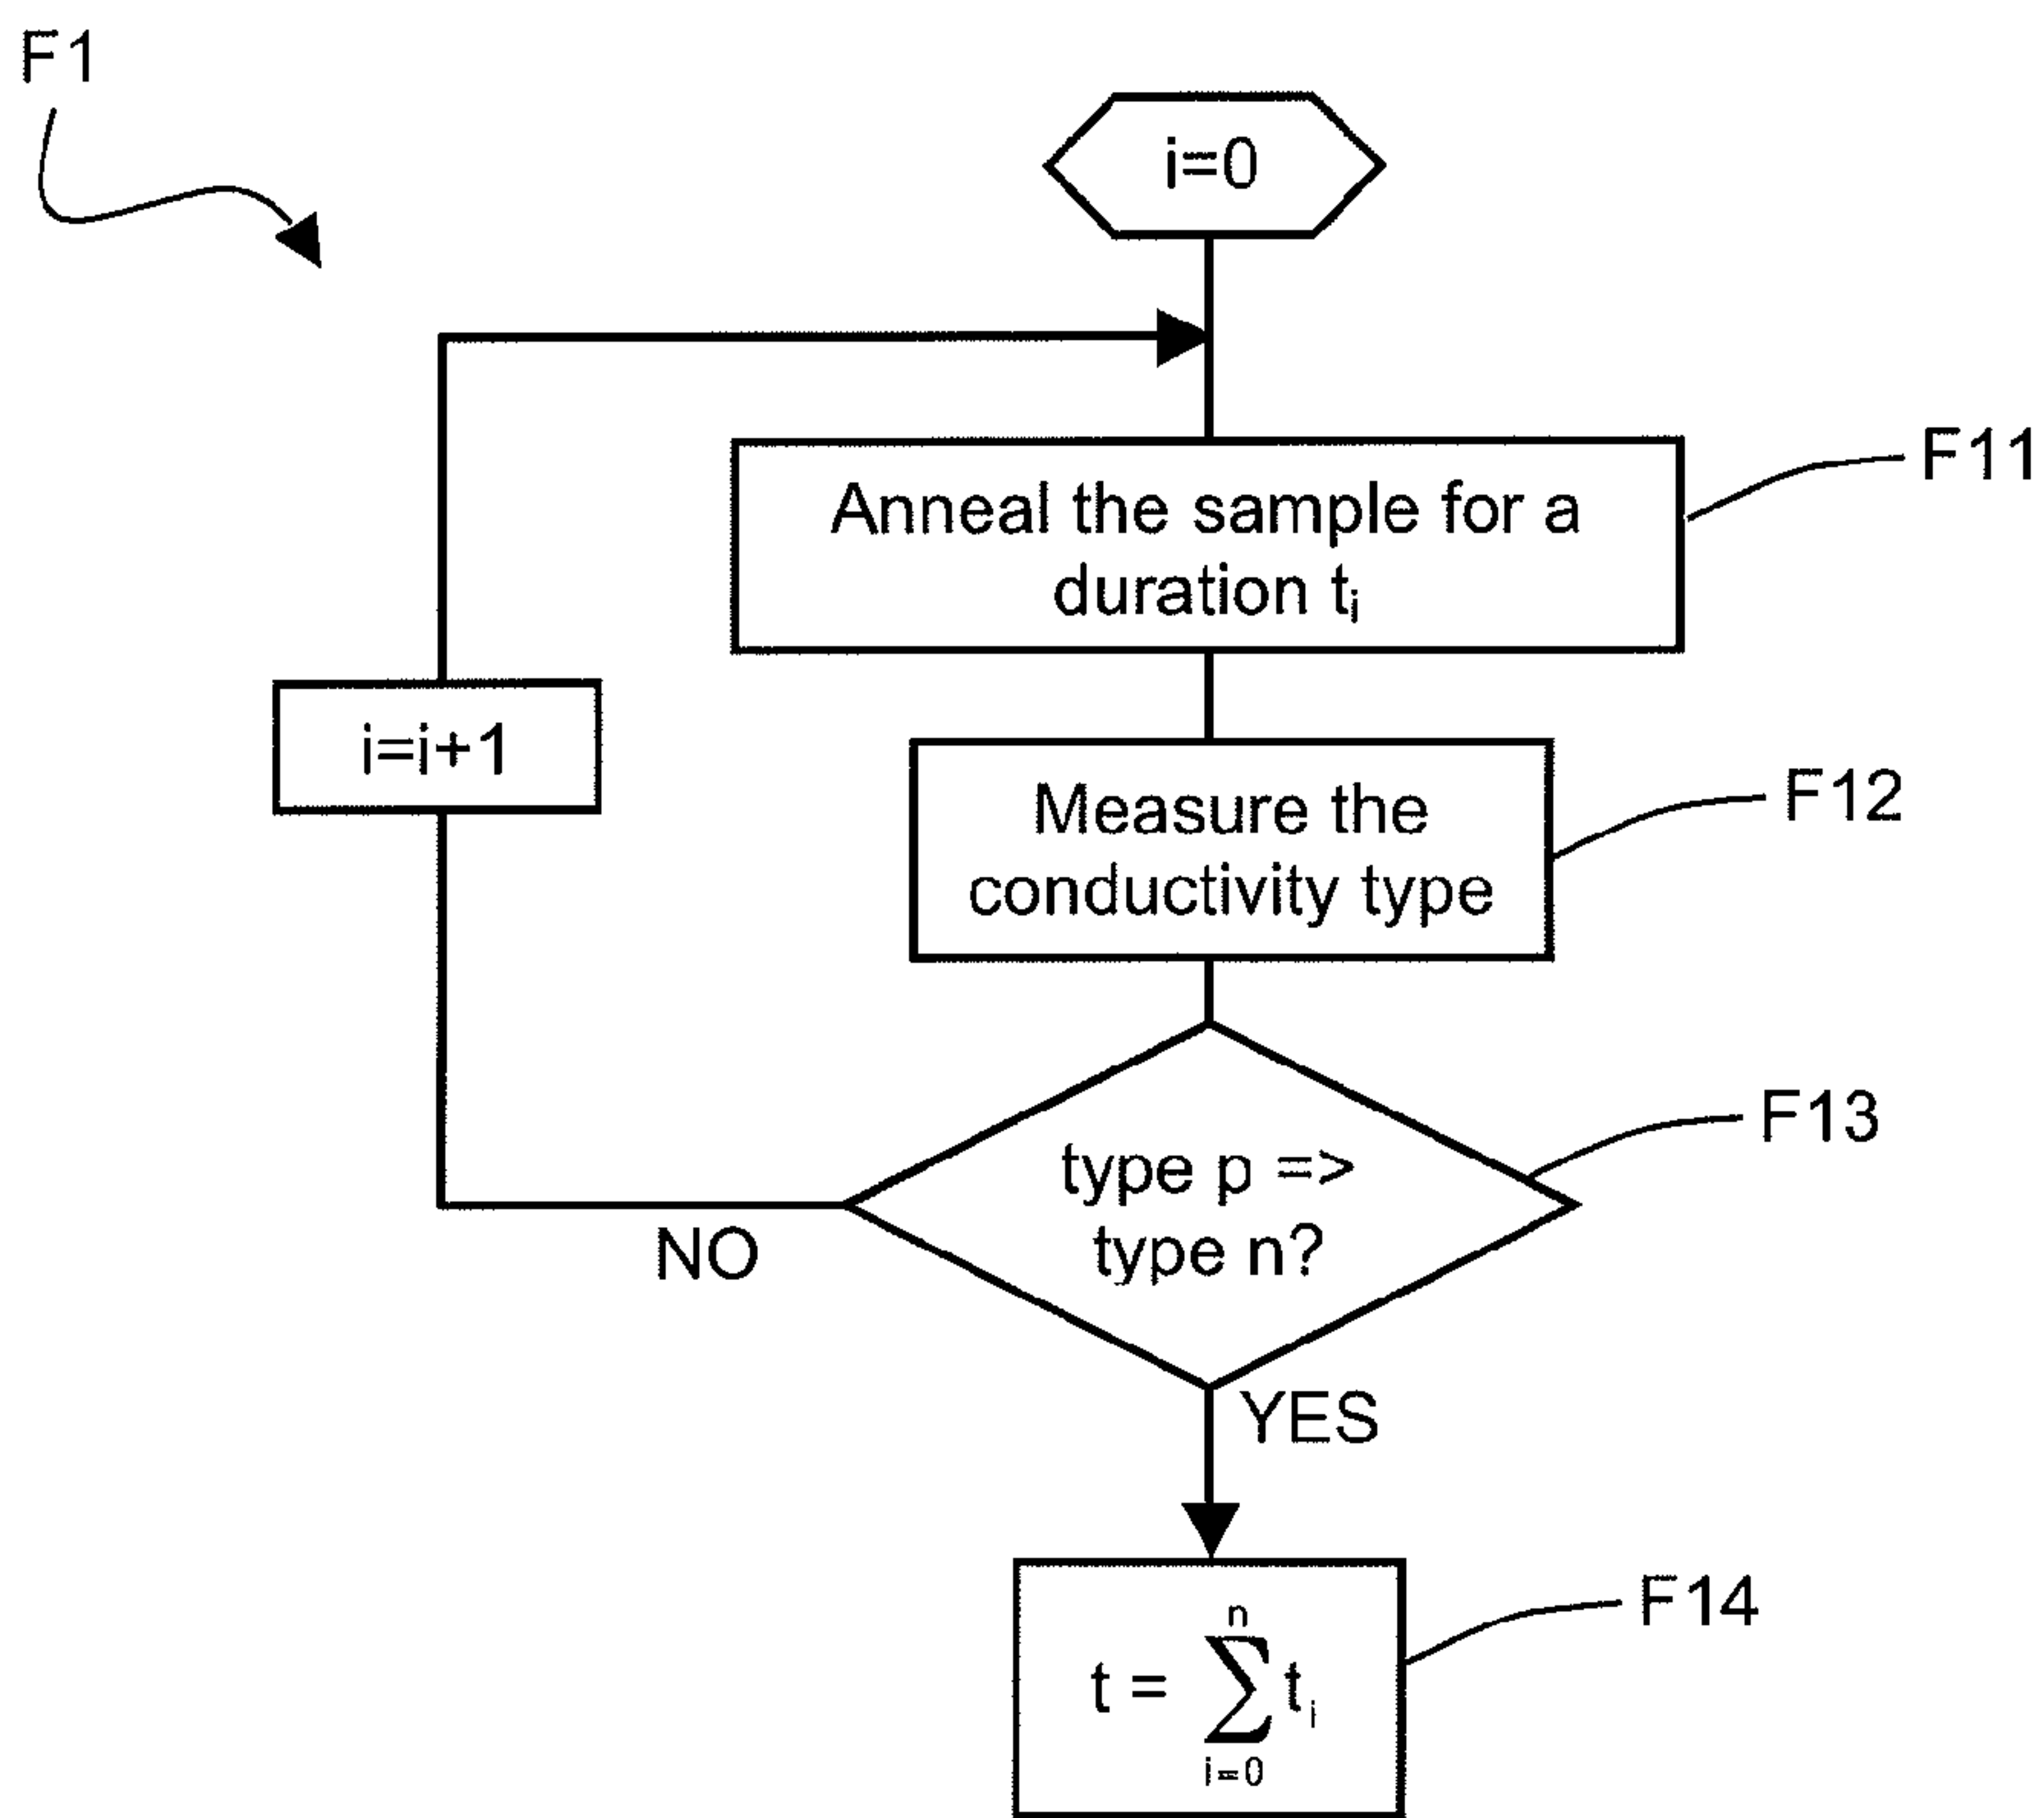 F1
i=0
Anneal the sample for a
duration tᵢ
F11
i=i+1
Measure the
conductivity type
F12
type p =>
type n?
F13
NO
YES
n
t = ∑ tᵢ
i=0
F14